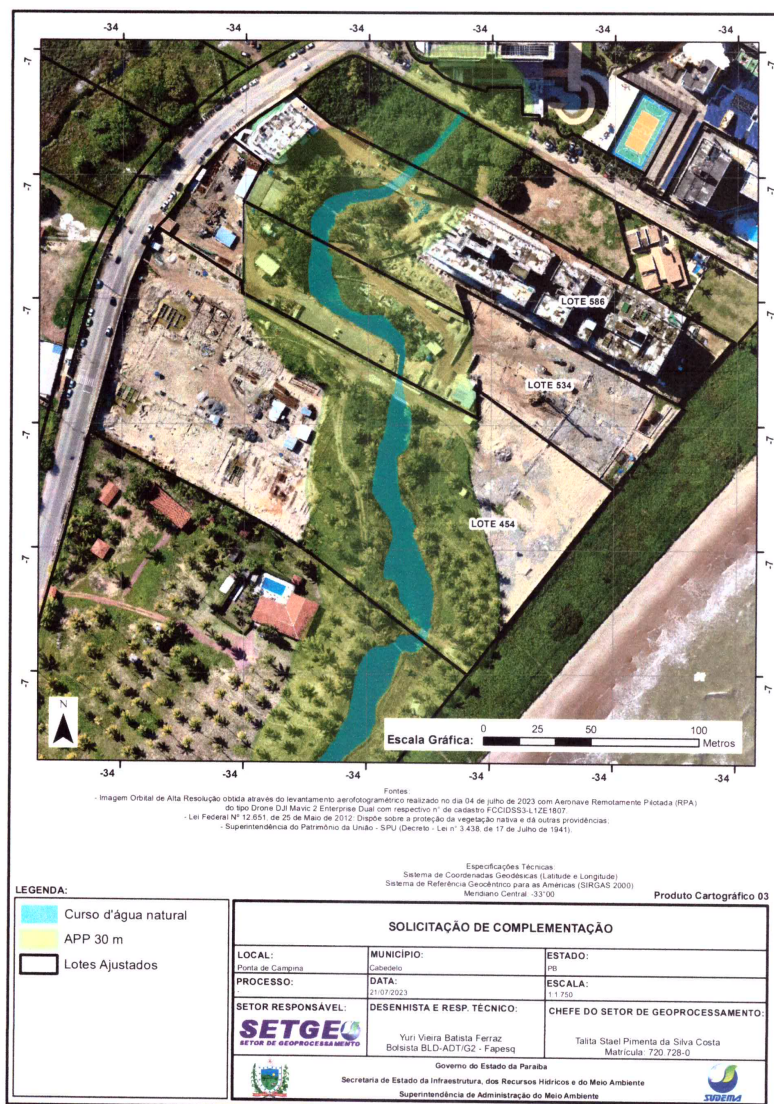 -34 -34 -34 -34 -34 -34
-7 -7
-7 -7
-7 -7
-7 -7
-7 -7
-7 -7
LOTE 586
LOTE 534
LOTE 454
N
Escala Gráfica: 0 25 50 100 Metros
-34 -34 -34 -34 -34 -34
Fontes:
- Imagem Orbital de Alta Resolução obtida através do levantamento aerofotogramétrico realizado no dia 04 de julho de 2023 com Aeronave Remotamente Pilotada (RPA)
do tipo Drone DJI Mavic 2 Enterprise Dual com respectivo n° de cadastro FCCIDSS3-L1ZE1807.
- Lei Federal Nº 12.651, de 25 de Maio de 2012: Dispõe sobre a proteção da vegetação nativa e dá outras providências;
- Superintendência do Patrimônio da União - SPU (Decreto - Lei n° 3.438, de 17 de Julho de 1941).
Especificações Técnicas:
Sistema de Coordenadas Geodésicas (Latitude e Longitude)
Sistema de Referência Geocêntrico para as Américas (SIRGAS 2000)
Meridiano Central -33°00
Produto Cartográfico 03
LEGENDA:
Curso d'água natural
APP 30 m
Lotes Ajustados
SOLICITAÇÃO DE COMPLEMENTAÇÃO
LOCAL: MUNICÍPIO: ESTADO:
Ponta de Campina Cabedelo PB
PROCESSO: DATA: ESCALA:
- 21/07/2023 1:1.750
SETOR RESPONSÁVEL: DESENHISTA E RESP. TÉCNICO: CHEFE DO SETOR DE GEOPROCESSAMENTO:
SETGEO
SETOR DE GEOPROCESSAMENTO
Yuri Vieira Batista Ferraz Talita Stael Pimenta da Silva Costa
Bolsista BLD-ADT/G2 - Fapesq Matrícula: 720.728-0
Governo do Estado da Paraíba
Secretaria de Estado da Infraestrutura, dos Recursos Hídricos e do Meio Ambiente
Superintendência de Administração do Meio Ambiente
SUDEMA